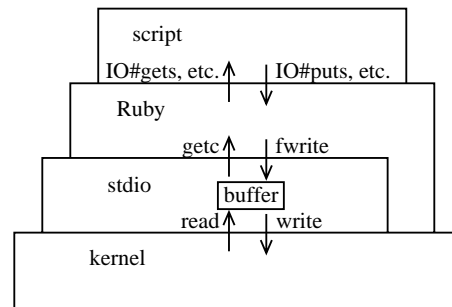 script
IO#gets, etc. IO#puts, etc.
Ruby
getc fwrite
stdio
buffer
read write
kernel